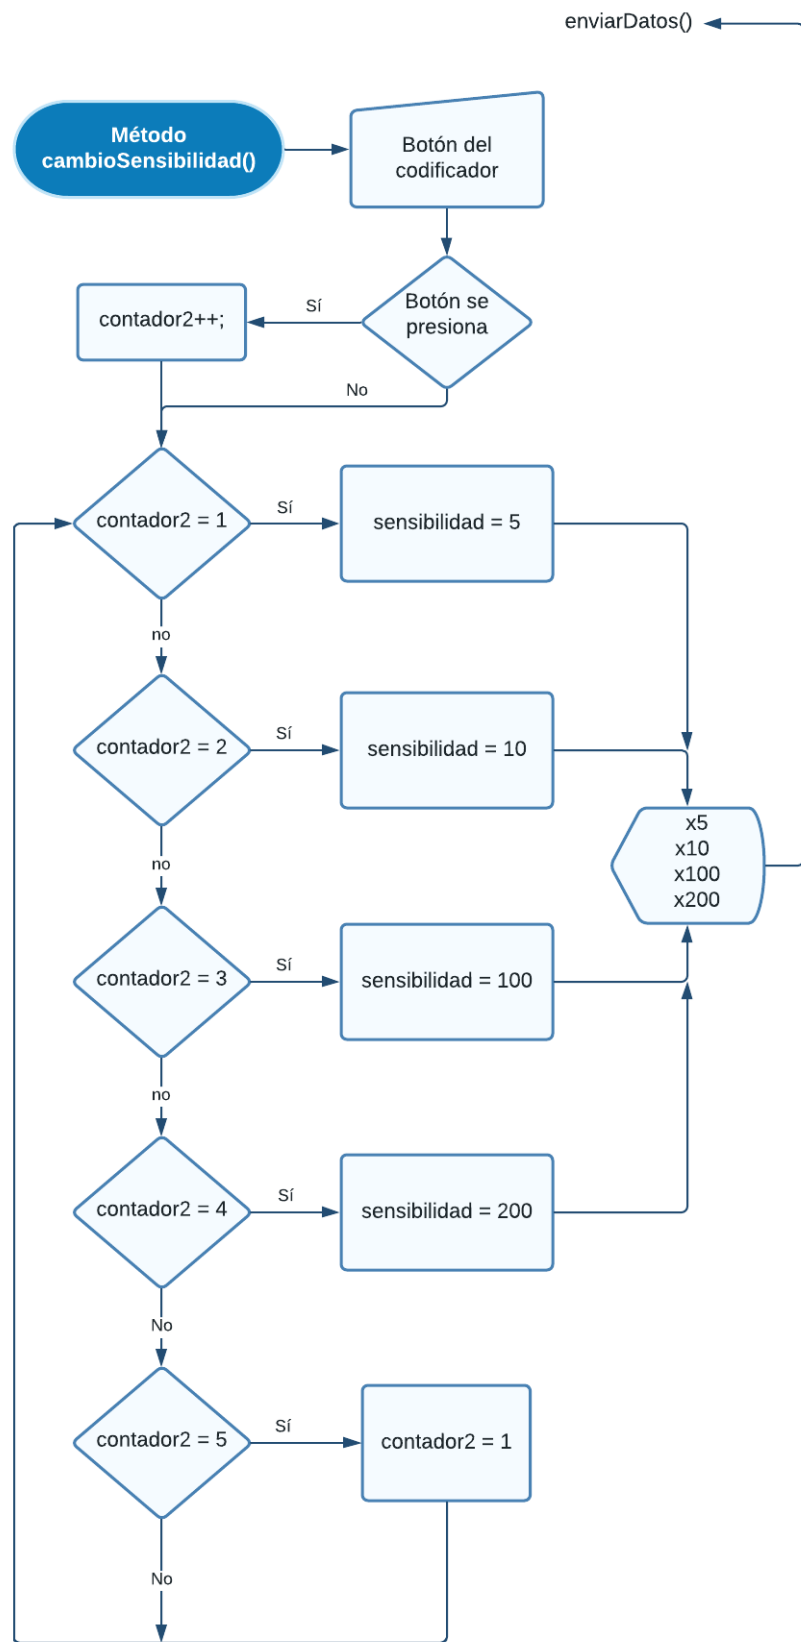 enviarDatos()
Método
cambioSensibilidad()
Botón del
codificador
Botón se
presiona
Sí
contador2++;
No
contador2 = 1
Sí
sensibilidad = 5
no
contador2 = 2
Sí
sensibilidad = 10
x5
x10
x100
x200
no
contador2 = 3
Sí
sensibilidad = 100
no
contador2 = 4
Sí
sensibilidad = 200
No
contador2 = 5
Sí
contador2 = 1
No